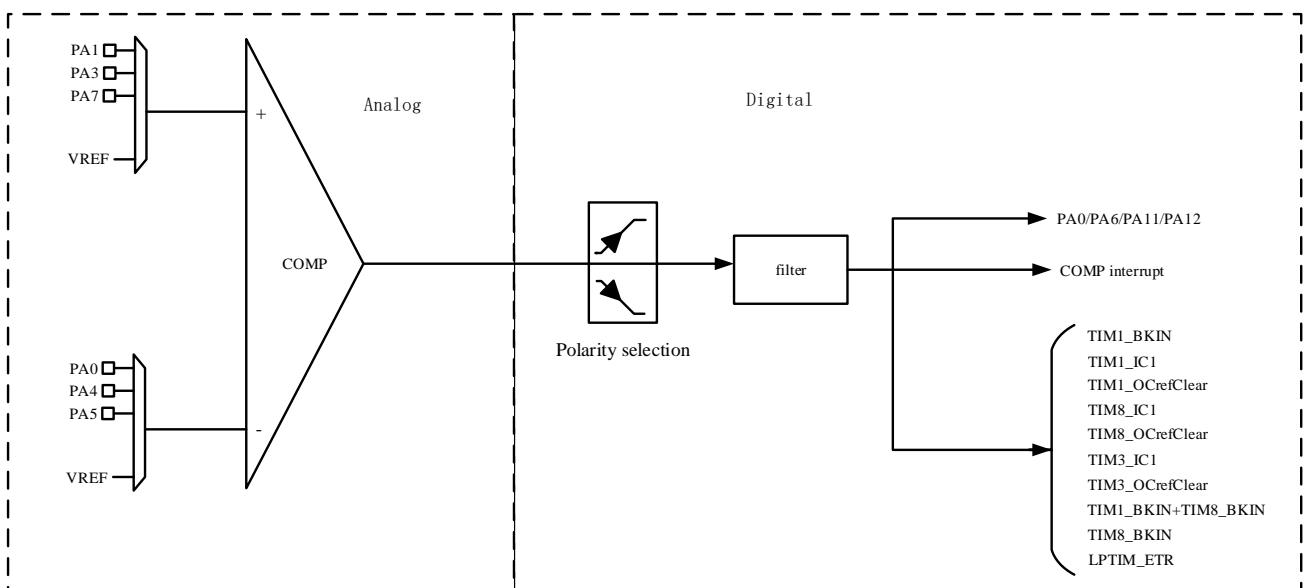 PA1
PA3
PA7
VREF
+
Analog
Digital
COMP
PA0
PA4
PA5
-
VREF
Polarity selection
filter
PA0/PA6/PA11/PA12
COMP interrupt
TIM1_BKIN
TIM1_IC1
TIM1_OCrefClear
TIM8_IC1
TIM8_OCrefClear
TIM3_IC1
TIM3_OCrefClear
TIM1_BKIN+TIM8_BKIN
TIM8_BKIN
LPTIM_ETR